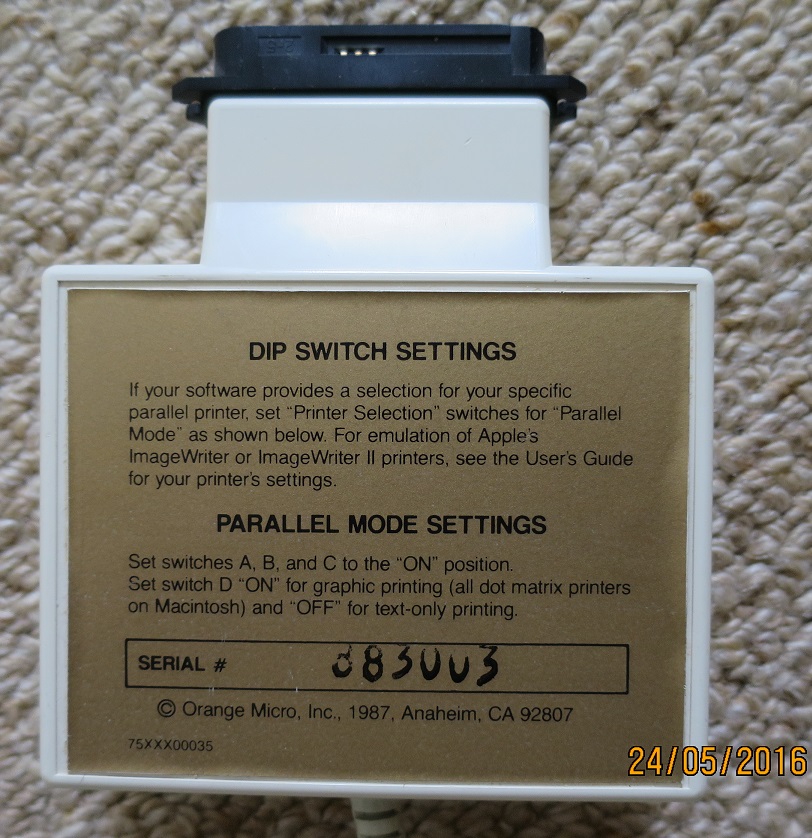 DIP SWITCH SETTINGS
If your software provides a selection for your specific
parallel printer, set “Printer Selection” switches for “Parallel
Mode” as shown below. For emulation of Apple's
ImageWriter or ImageWriter II printers, see the User's Guide
for your printer's settings.
PARALLEL MODE SETTINGS
Set switches A, B, and C to the “ON” position.
Set switch D “ON” for graphic printing (all dot matrix printers
on Macintosh) and “OFF” for text-only printing.
SERIAL #
© Orange Micro, Inc., 1987, Anaheim, CA 92807
75XXX00035
24/05/2016